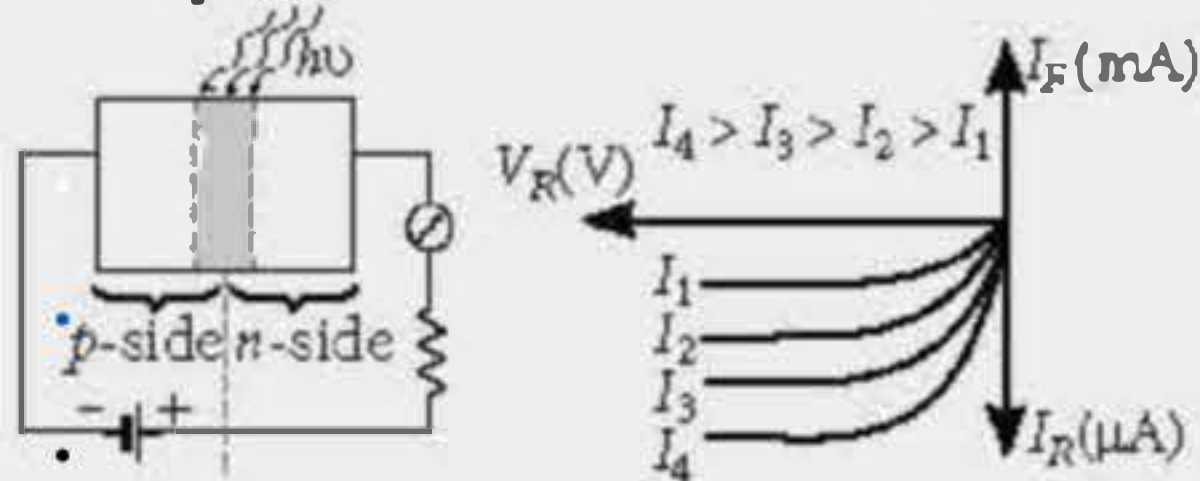 hυ
p-side n-side
− +
I_F (mA)
I_4 > I_3 > I_2 > I_1
V_R(V)
I_1
I_2
I_3
I_4
I_R(μA)